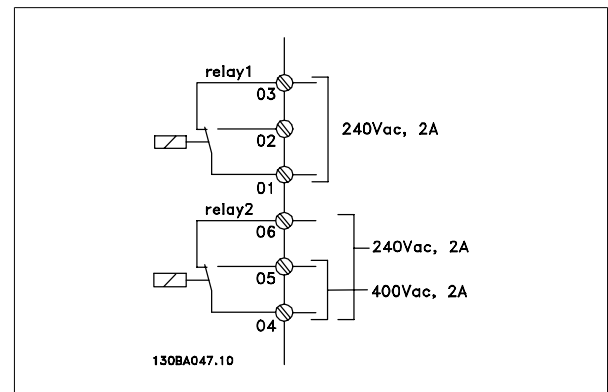 relay1
03
240Vac, 2A
02
01
relay2
06
240Vac, 2A
05
400Vac, 2A
04
130BA047.10